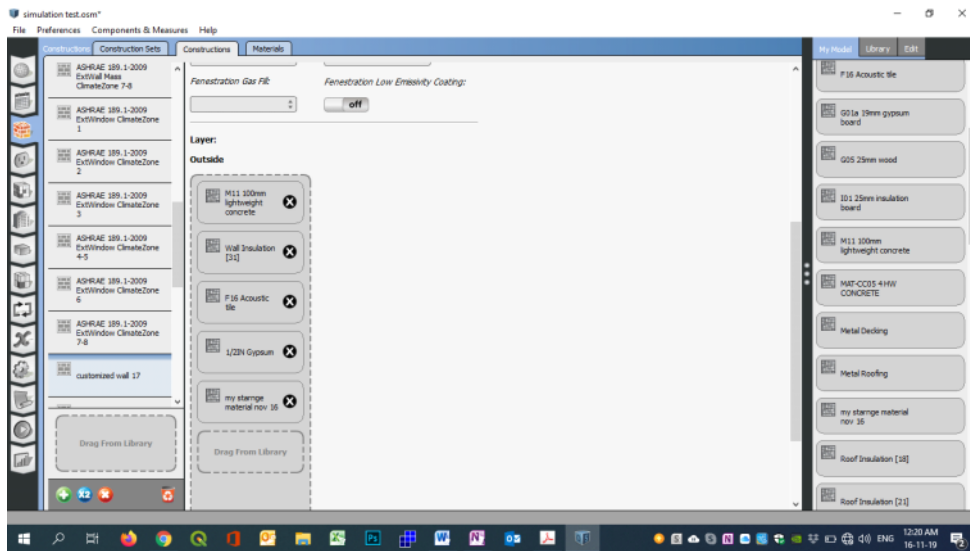 simulation test.osm*
File Preferences Components & Measures Help
Constructions
Construction Sets
Constructions
Materials
My Model
Library
Edit
ASHRAE 189.1-2009
ExtWall Mass
ClimateZone 7-8
ASHRAE 189.1-2009
ExtWindow ClimateZone
1
ASHRAE 189.1-2009
ExtWindow ClimateZone
2
ASHRAE 189.1-2009
ExtWindow ClimateZone
3
ASHRAE 189.1-2009
ExtWindow ClimateZone
4-5
ASHRAE 189.1-2009
ExtWindow ClimateZone
6
ASHRAE 189.1-2009
ExtWindow ClimateZone
7-8
customized wall 17
Drag From Library
X2
Fenestration Gas Fill:
Fenestration Low Emissivity Coating:
off
Layer:
Outside
M11 100mm
lightweight
concrete
Wall Insulation
[31]
F16 Acoustic
tile
1/2IN Gypsum
my starnge
material nov 16
Drag From Library
F16 Acoustic tile
G01a 19mm gypsum
board
G05 25mm wood
I01 25mm insulation
board
M11 100mm
lightweight concrete
MAT-CC05 4 HW
CONCRETE
Metal Decking
Metal Roofing
my starnge material
nov 16
Roof Insulation [18]
Roof Insulation [21]
ENG
12:20 AM
16-11-19